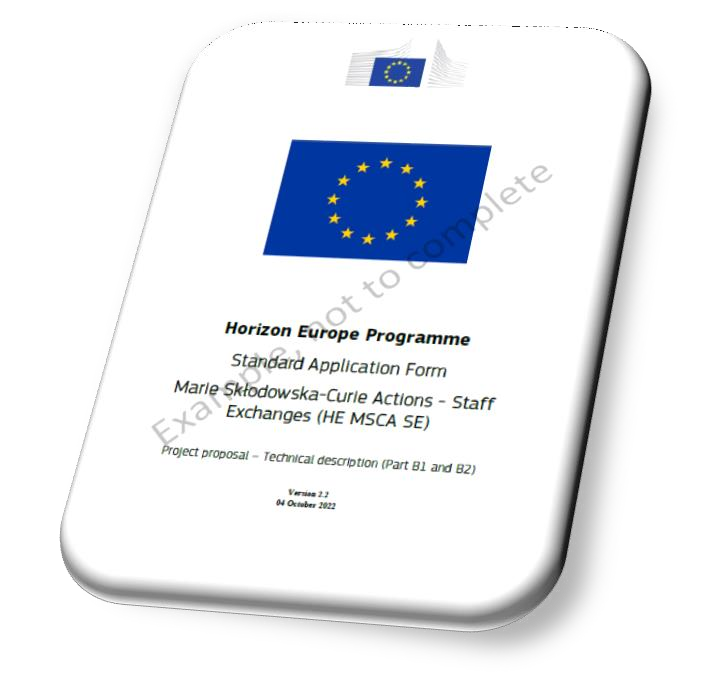 Horizon Europe Programme
Standard Application Form
Marie Skłodowska-Curie Actions - Staff
Exchanges (HE MSCA SE)
Project proposal – Technical description (Part B1 and B2)
Version 2.2
04 October 2022
Example, not to complete